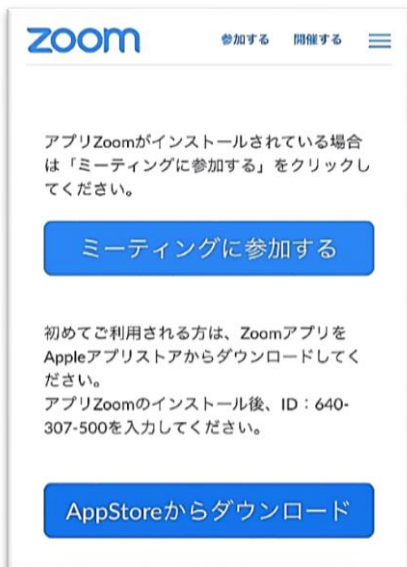 zoom 参加する 開催する
アプリZoomがインストールされている場合
は「ミーティングに参加する」をクリックし
てください。
ミーティングに参加する
初めてご利用される方は、Zoomアプリを
Appleアプリストアからダウンロードしてく
ださい。
アプリZoomのインストール後、ID：640-
307-500を入力してください。
AppStoreからダウンロード